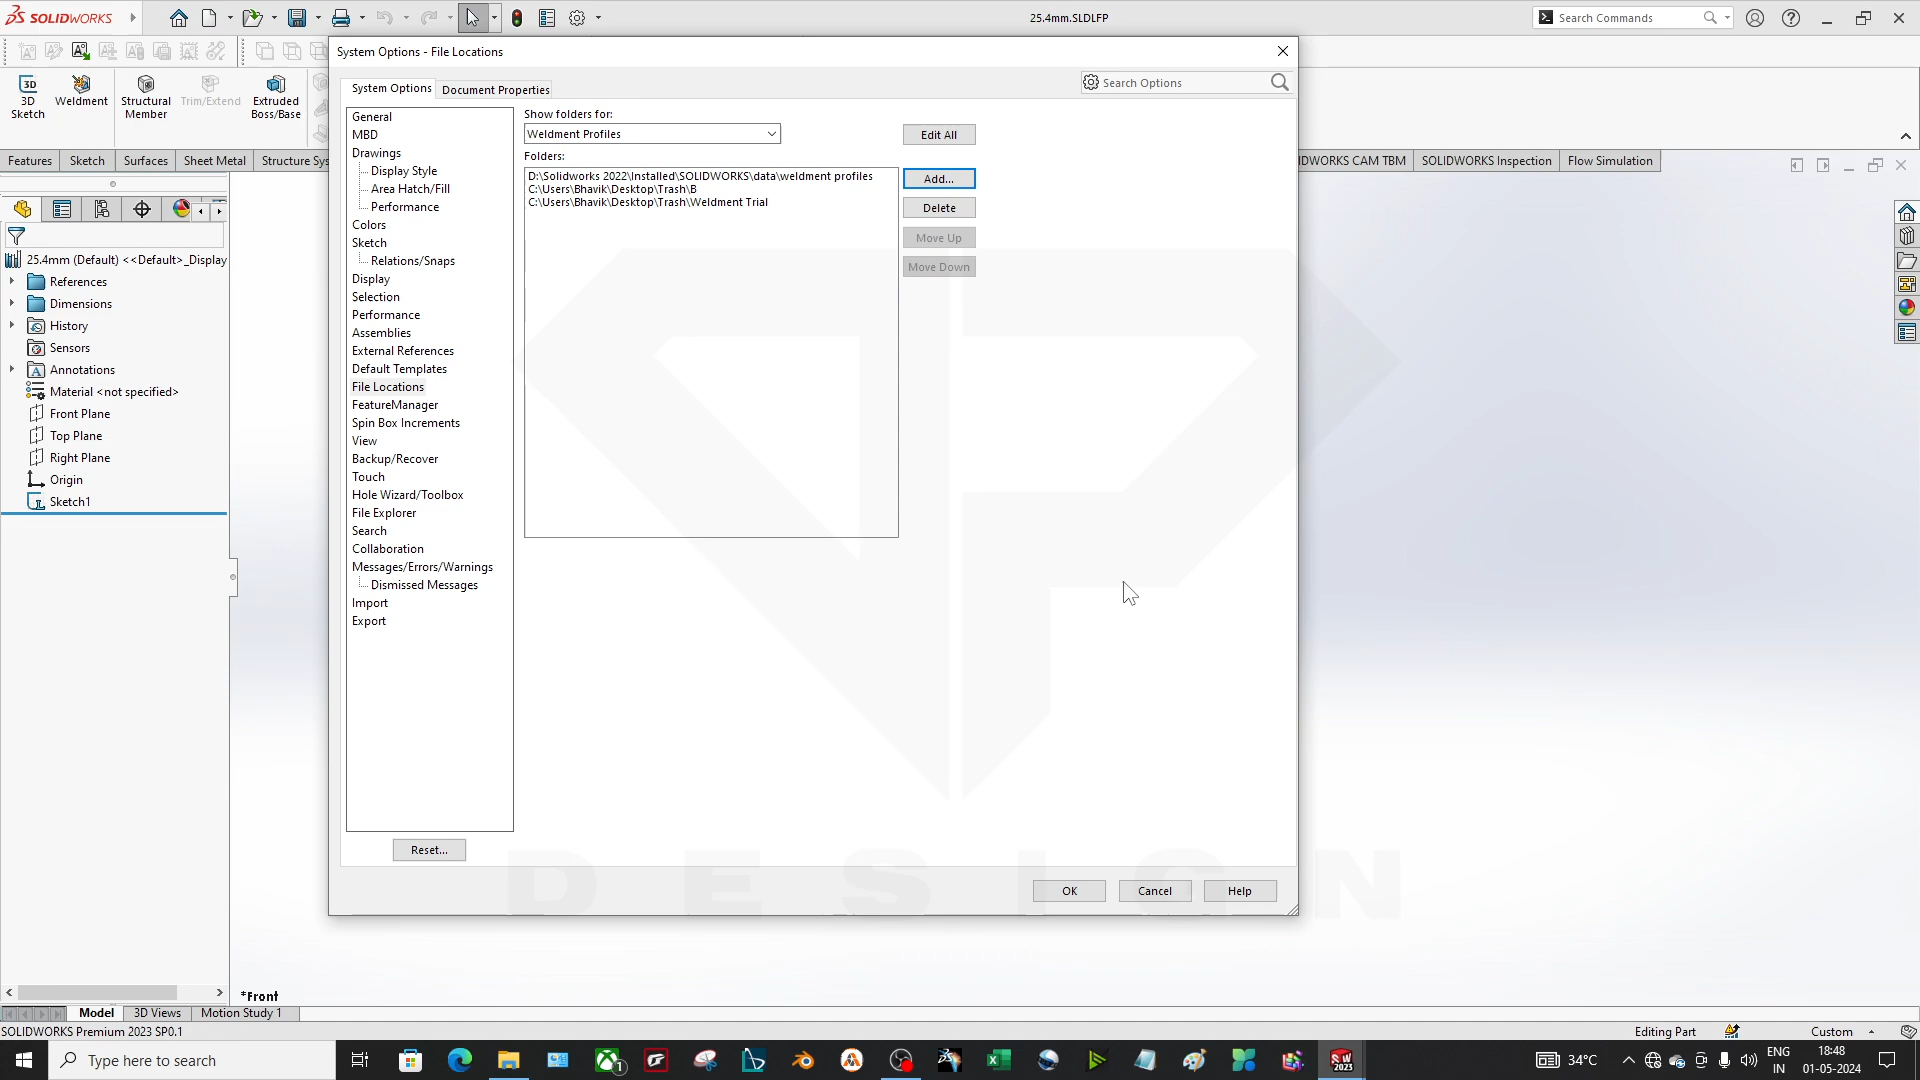 SOLIDWORKS
25.4mm.SLDLFP
Search Commands
System Options - File Locations
System Options
Document Properties
Search Options
3D Sketch
Weldment
Structural Member
Trim/Extend
Extruded Boss/Base
Features
Sketch
Surfaces
Sheet Metal
Structure Sys
IDWORKS CAM TBM
SOLIDWORKS Inspection
Flow Simulation
25.4mm (Default) <<Default>_Display
References
Dimensions
History
Sensors
Annotations
Material <not specified>
Front Plane
Top Plane
Right Plane
Origin
Sketch1
General
MBD
Drawings
Display Style
Area Hatch/Fill
Performance
Colors
Sketch
Relations/Snaps
Display
Selection
Performance
Assemblies
External References
Default Templates
File Locations
FeatureManager
Spin Box Increments
View
Backup/Recover
Touch
Hole Wizard/Toolbox
File Explorer
Search
Collaboration
Messages/Errors/Warnings
Dismissed Messages
Import
Export
Reset...
Show folders for:
Weldment Profiles
Edit All
Folders:
D:\Solidworks 2022\Installed\SOLIDWORKS\data\weldment profiles
C:\Users\Bhavik\Desktop\Trash\B
C:\Users\Bhavik\Desktop\Trash\Weldment Trial
Add...
Delete
Move Up
Move Down
DESIGN
OK
Cancel
Help
*Front
Model
3D Views
Motion Study 1
SOLIDWORKS Premium 2023 SP0.1
Editing Part
Custom
Type here to search
1
SW
2023
34°C
ENG
IN
18:48
01-05-2024